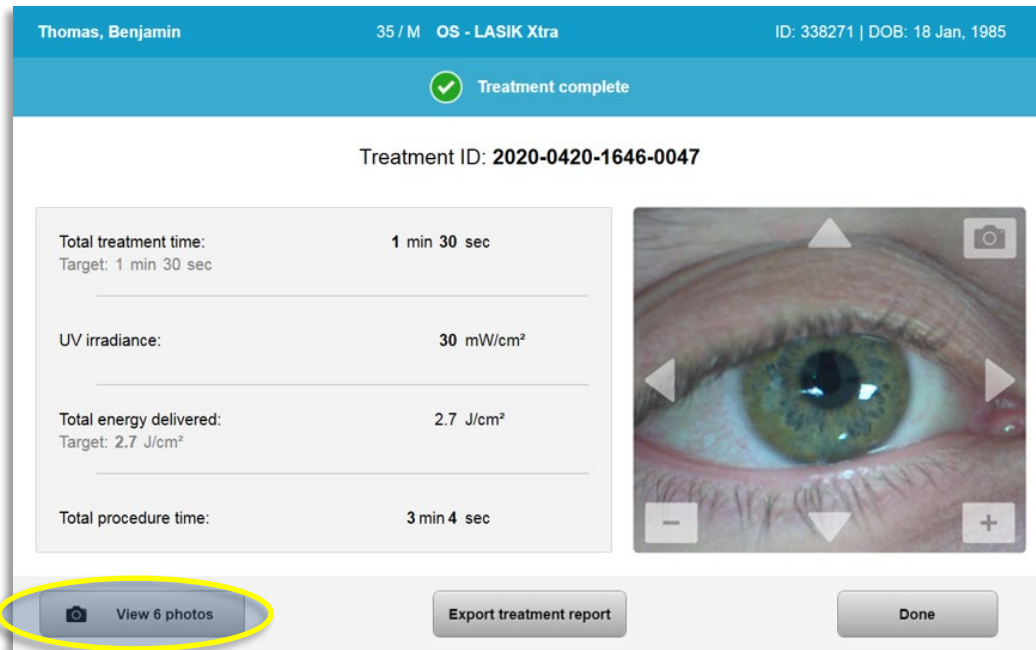 Thomas, Benjamin 35 / M OS - LASIK Xtra ID: 338271 | DOB: 18 Jan, 1985
Treatment complete
Treatment ID: 2020-0420-1646-0047
Total treatment time: 1 min 30 sec
Target: 1 min 30 sec
UV irradiance: 30 mW/cm²
Total energy delivered: 2.7 J/cm²
Target: 2.7 J/cm²
Total procedure time: 3 min 4 sec
View 6 photos Export treatment report Done